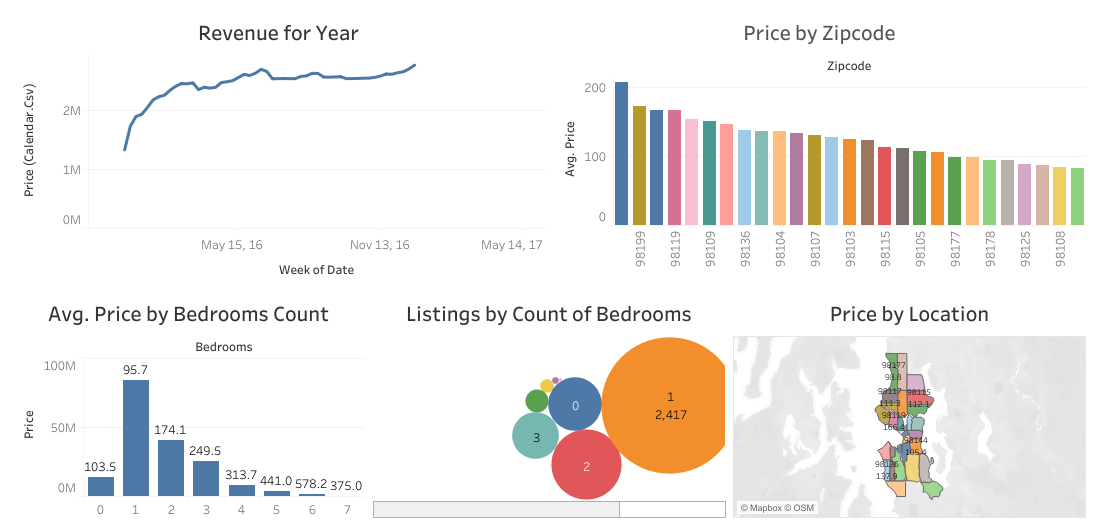 Revenue for Year
Price (Calendar.Csv)
2M
1M
0M
May 15, 16
Nov 13, 16
May 14, 17
Week of Date
Price by Zipcode
Zipcode
Avg. Price
200
100
0
98199
98119
98109
98136
98104
98107
98103
98115
98105
98177
98178
98125
98108
Avg. Price by Bedrooms Count
Bedrooms
Price
100M
50M
0M
103.5
95.7
174.1
249.5
313.7
441.0
578.2
375.0
0
1
2
3
4
5
6
7
Listings by Count of Bedrooms
1
2,417
0
3
2
Price by Location
98177
98.8
98117
111.3
98115
112.1
98119
166.4
98144
105.4
98136
137.9
© Mapbox © OSM